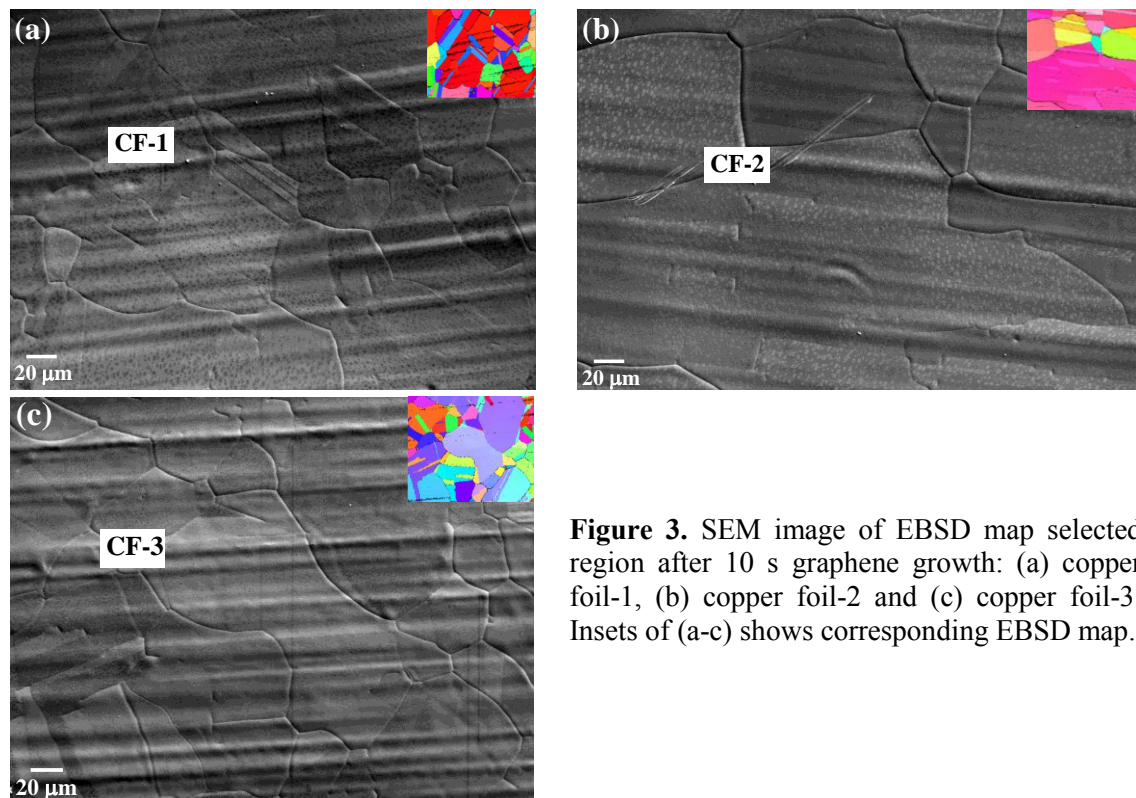 (a)
CF-1
20 μm
(b)
CF-2
20 μm
(c)
CF-3
20 μm
Figure 3. SEM image of EBSD map selected
region after 10 s graphene growth: (a) copper
foil-1, (b) copper foil-2 and (c) copper foil-3
Insets of (a-c) shows corresponding EBSD map.